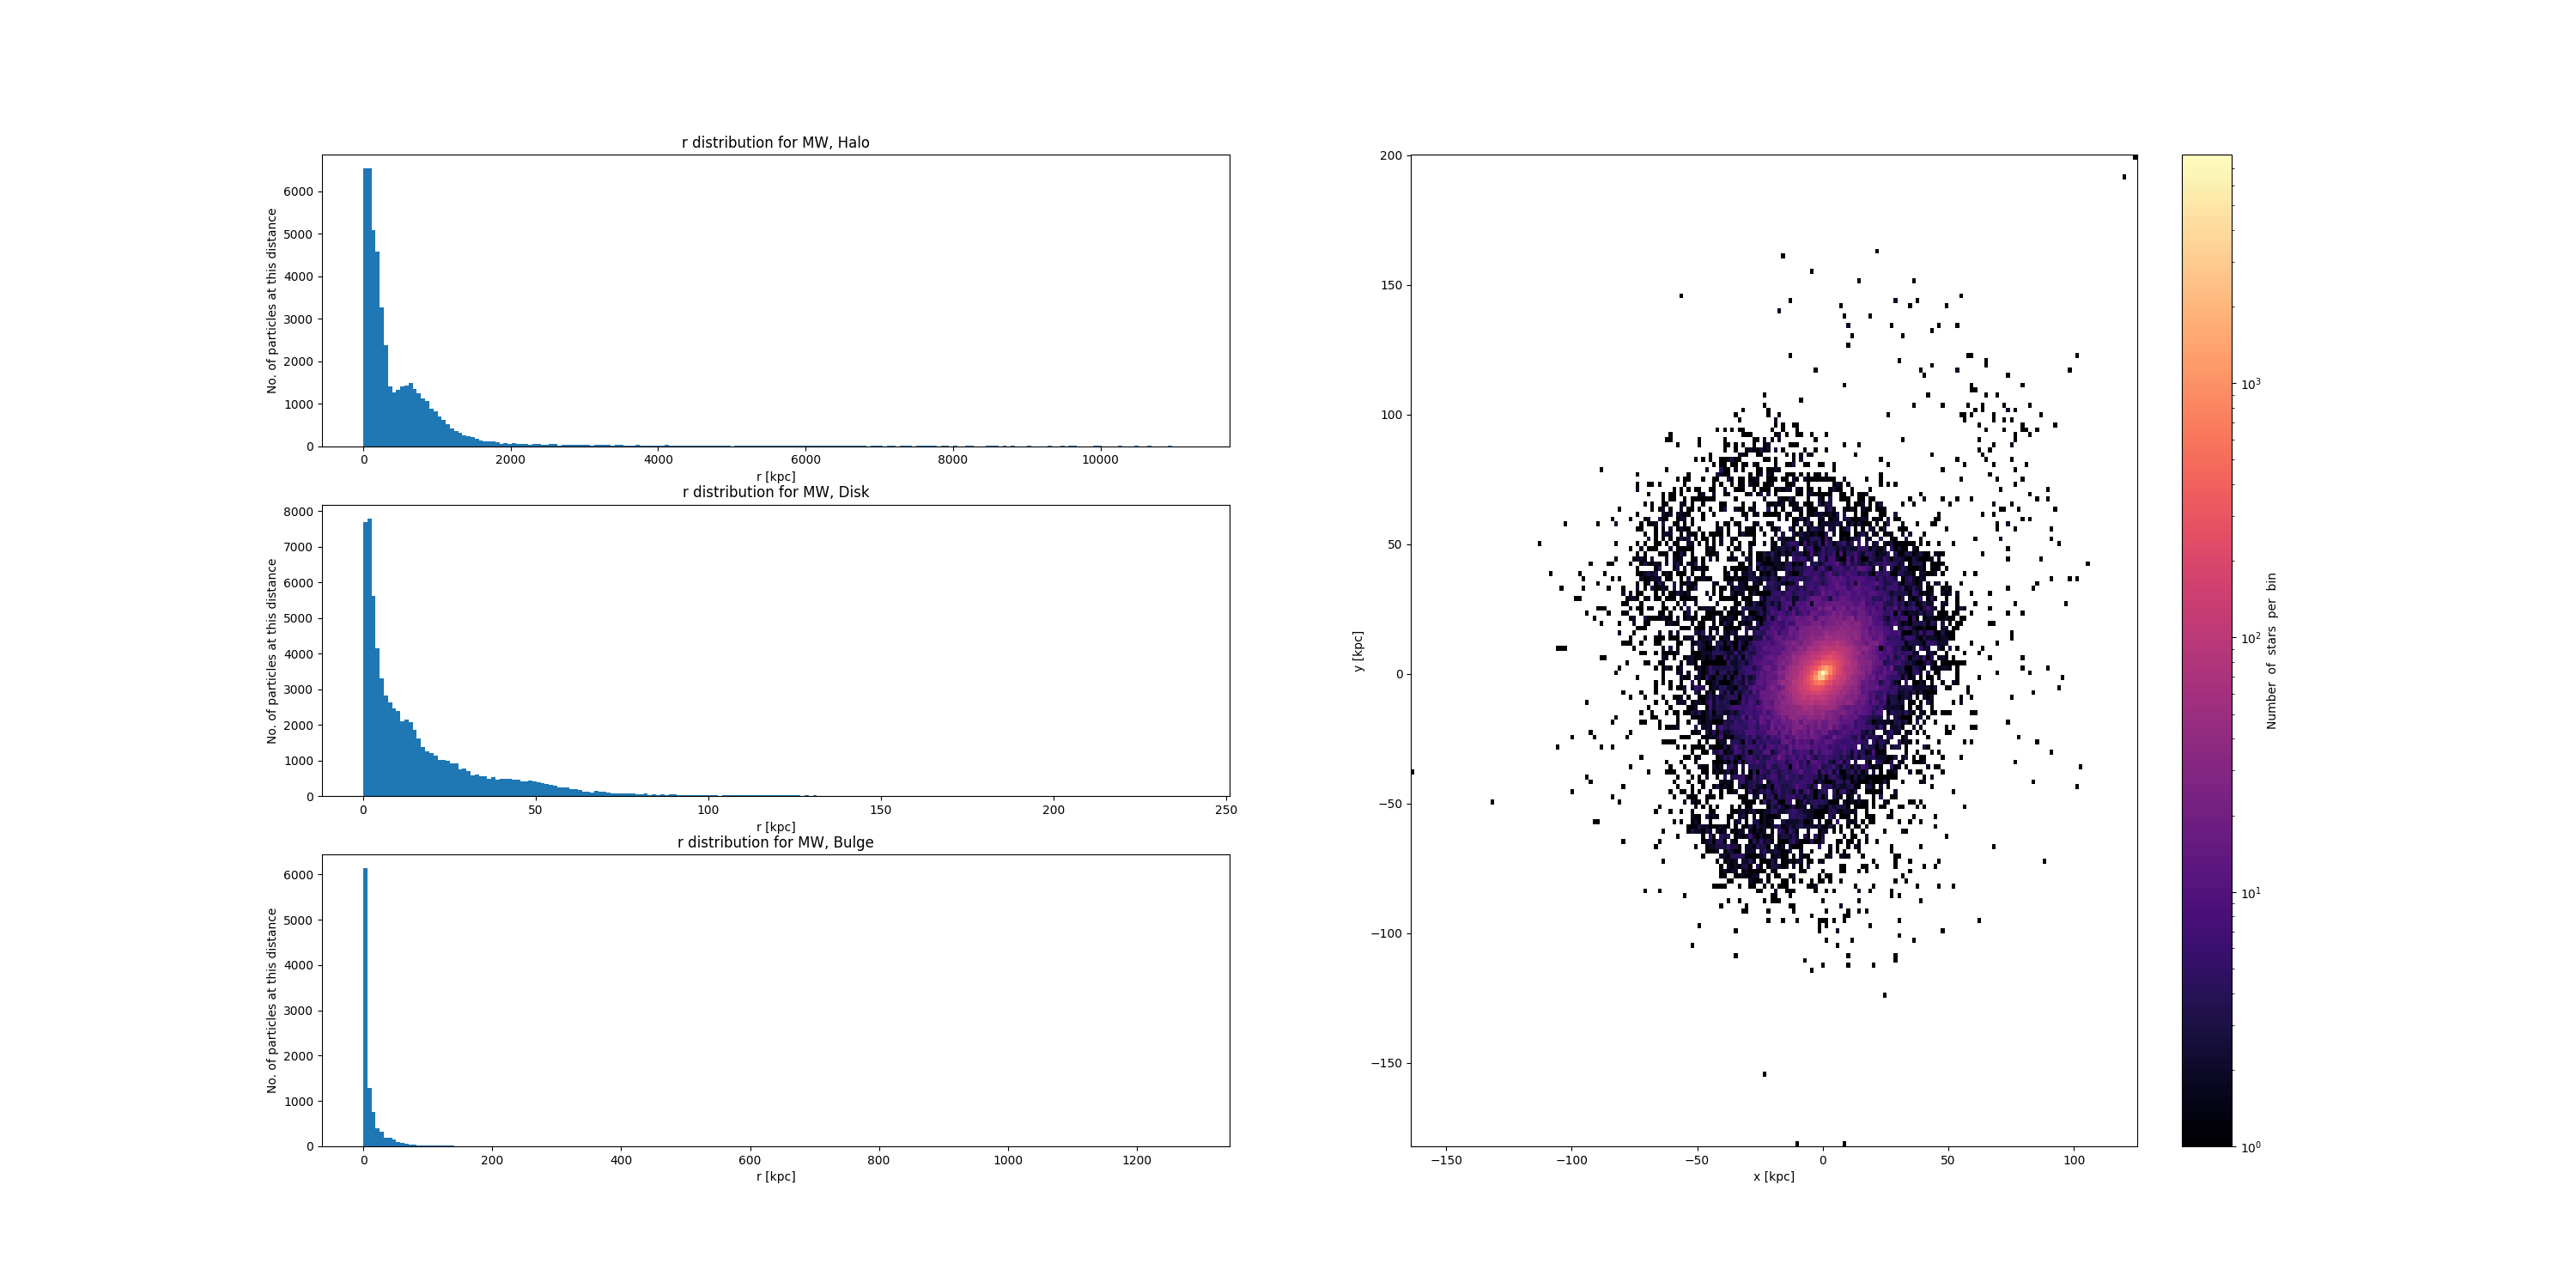 r distribution for MW, Halo
No. of particles at this distance
6000
5000
4000
3000
2000
1000
0
0 2000 4000 6000 8000 10000
r [kpc]
r distribution for MW, Disk
No. of particles at this distance
8000
7000
6000
5000
4000
3000
2000
1000
0
0 50 100 150 200 250
r [kpc]
r distribution for MW, Bulge
No. of particles at this distance
6000
5000
4000
3000
2000
1000
0
0 200 400 600 800 1000 1200
r [kpc]
y [kpc]
200
150
100
50
0
−50
−100
−150
−150 −100 −50 0 50 100
x [kpc]
10³
10²
10¹
10⁰
Number of stars per bin